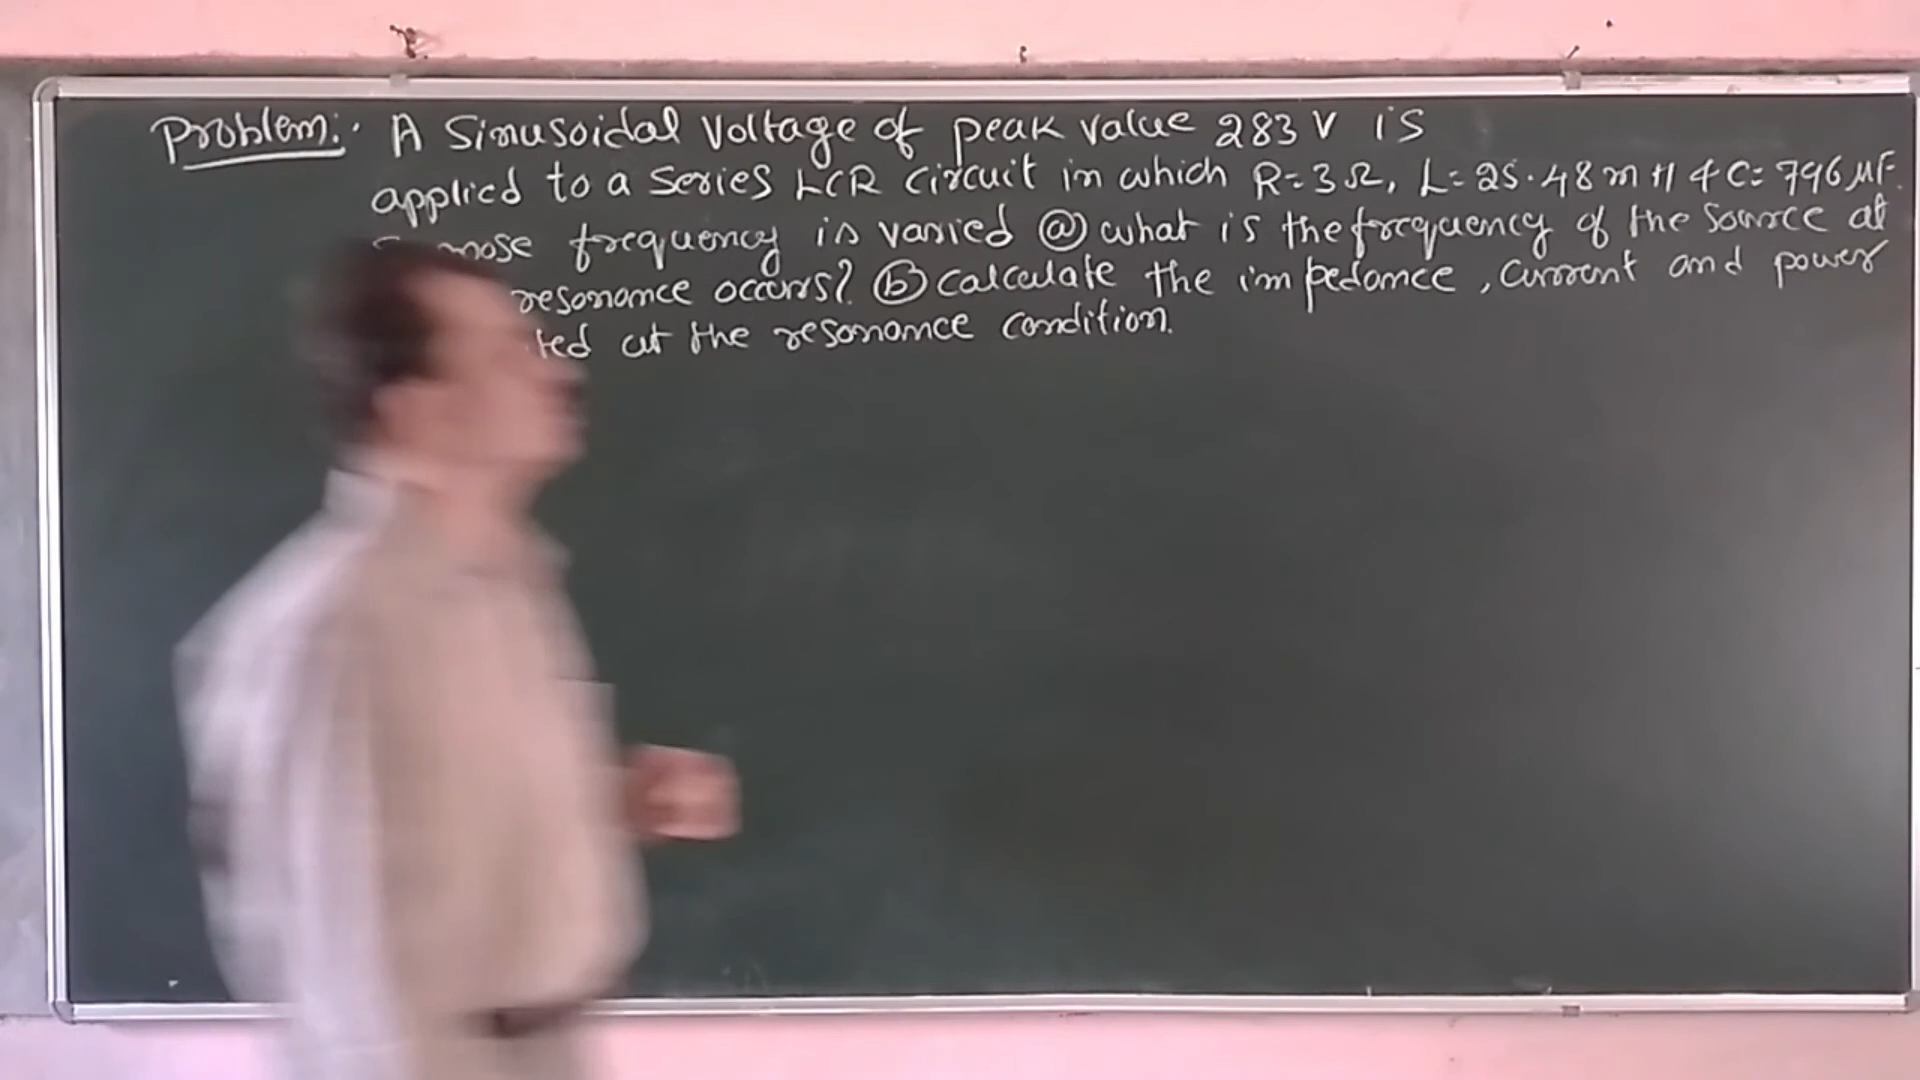 Problem:. A Sinusoidal Voltage of peak value 283 V is
applied to a series LCR circuit in which R=3Ω, L=25.48mH & C=796 μF.
frequency is varied ⓐ what is the frequency of the source at
resonance occurs? ⓑ calculate the impedance, current and power
at the resonance condition.